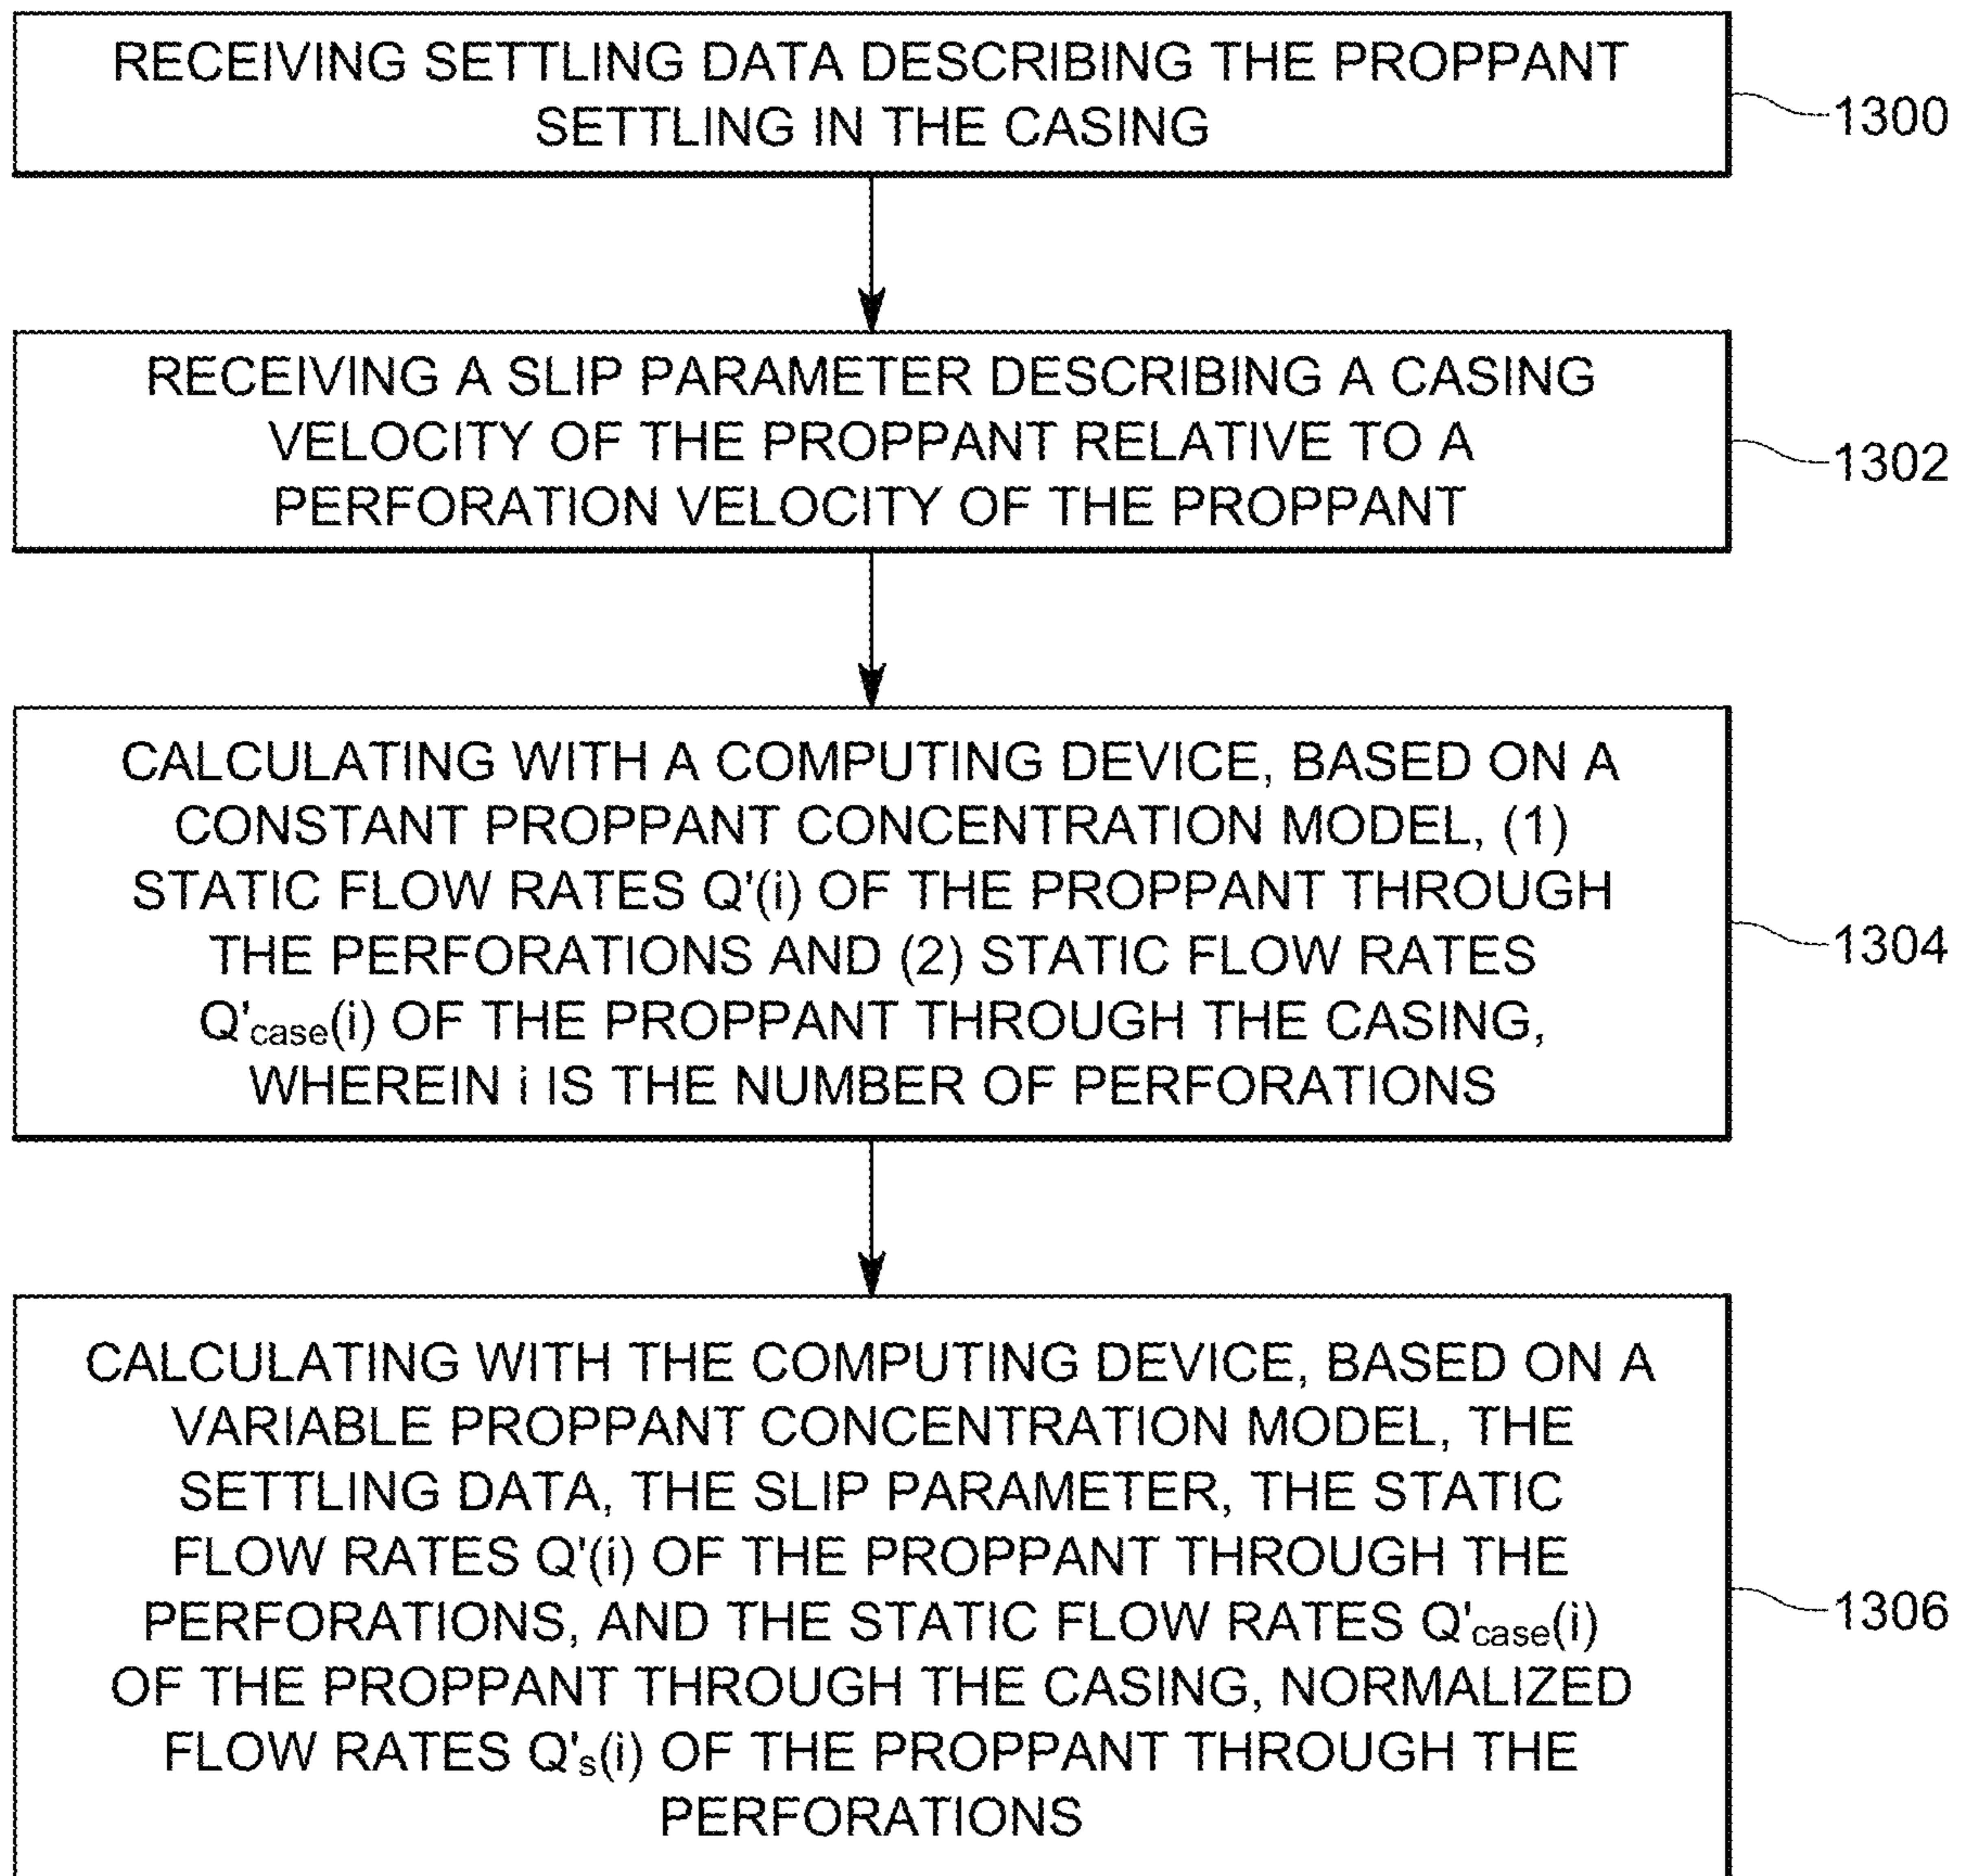 RECEIVING SETTLING DATA DESCRIBING THE PROPPANT
SETTLING IN THE CASING
1300
RECEIVING A SLIP PARAMETER DESCRIBING A CASING
VELOCITY OF THE PROPPANT RELATIVE TO A
PERFORATION VELOCITY OF THE PROPPANT
1302
CALCULATING WITH A COMPUTING DEVICE, BASED ON A
CONSTANT PROPPANT CONCENTRATION MODEL, (1)
STATIC FLOW RATES Q'(i) OF THE PROPPANT THROUGH
THE PERFORATIONS AND (2) STATIC FLOW RATES
Q'case(i) OF THE PROPPANT THROUGH THE CASING,
WHEREIN i IS THE NUMBER OF PERFORATIONS
1304
CALCULATING WITH THE COMPUTING DEVICE, BASED ON A
VARIABLE PROPPANT CONCENTRATION MODEL, THE
SETTLING DATA, THE SLIP PARAMETER, THE STATIC
FLOW RATES Q'(i) OF THE PROPPANT THROUGH THE
PERFORATIONS, AND THE STATIC FLOW RATES Q'case(i)
OF THE PROPPANT THROUGH THE CASING, NORMALIZED
FLOW RATES Q's(i) OF THE PROPPANT THROUGH THE
PERFORATIONS
1306